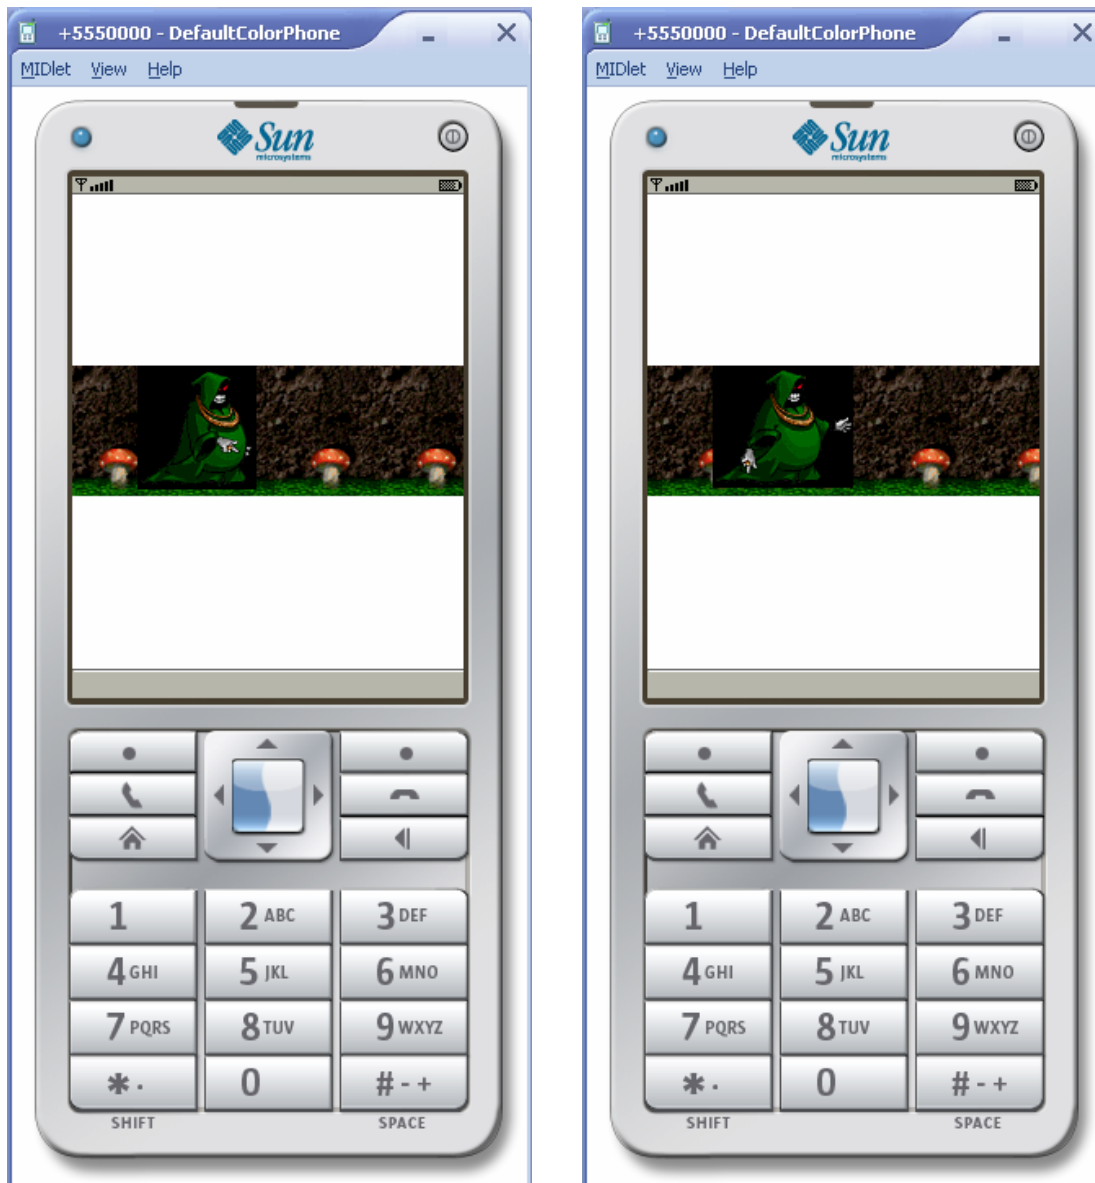 +5550000 - DefaultColorPhone
MIDlet View Help
Sun
microsystems
1 2 ABC 3 DEF
4 GHI 5 JKL 6 MNO
7 PQRS 8 TUV 9 WXYZ
* . 0 # - +
SHIFT SPACE
+5550000 - DefaultColorPhone
MIDlet View Help
Sun
microsystems
1 2 ABC 3 DEF
4 GHI 5 JKL 6 MNO
7 PQRS 8 TUV 9 WXYZ
* . 0 # - +
SHIFT SPACE